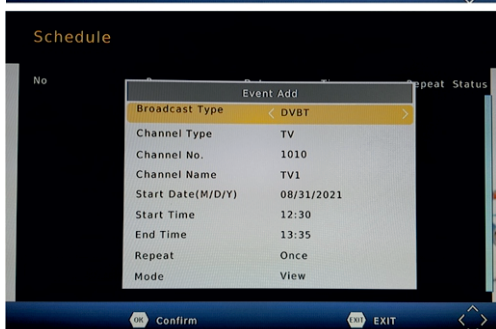 Schedule
No Repeat Status
Event Add
Broadcast Type < DVBT >
Channel Type TV
Channel No. 1010
Channel Name TV1
Start Date(M/D/Y) 08/31/2021
Start Time 12:30
End Time 13:35
Repeat Once
Mode View
OK Confirm EXIT EXIT